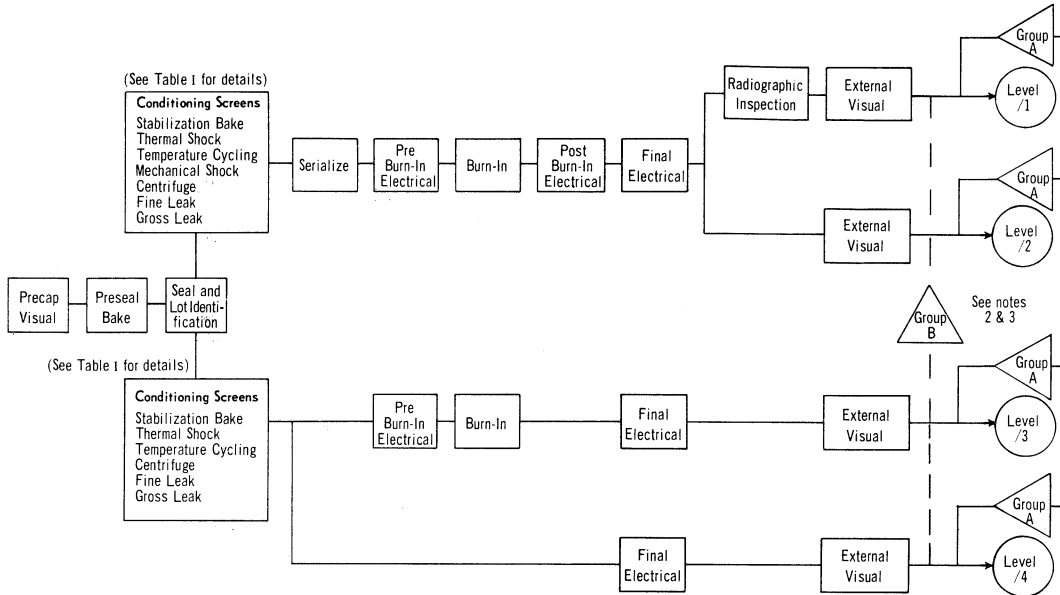 (See Table I for details)
Conditioning Screens
Stabilization Bake
Thermal Shock
Temperature Cycling
Mechanical Shock
Centrifuge
Fine Leak
Gross Leak
Serialize
Pre
Burn-In
Electrical
Burn-In
Post
Burn-In
Electrical
Final
Electrical
Radiographic
Inspection
External
Visual
Group
A
Level
/1
External
Visual
Group
A
Level
/2
Precap
Visual
Preseal
Bake
Seal and
Lot Identi-
fication
Group
B
See notes
2 & 3
(See Table I for details)
Conditioning Screens
Stabilization Bake
Thermal Shock
Temperature Cycling
Centrifuge
Fine Leak
Gross Leak
Pre
Burn-In
Electrical
Burn-In
Final
Electrical
External
Visual
Group
A
Level
/3
Final
Electrical
External
Visual
Group
A
Level
/4